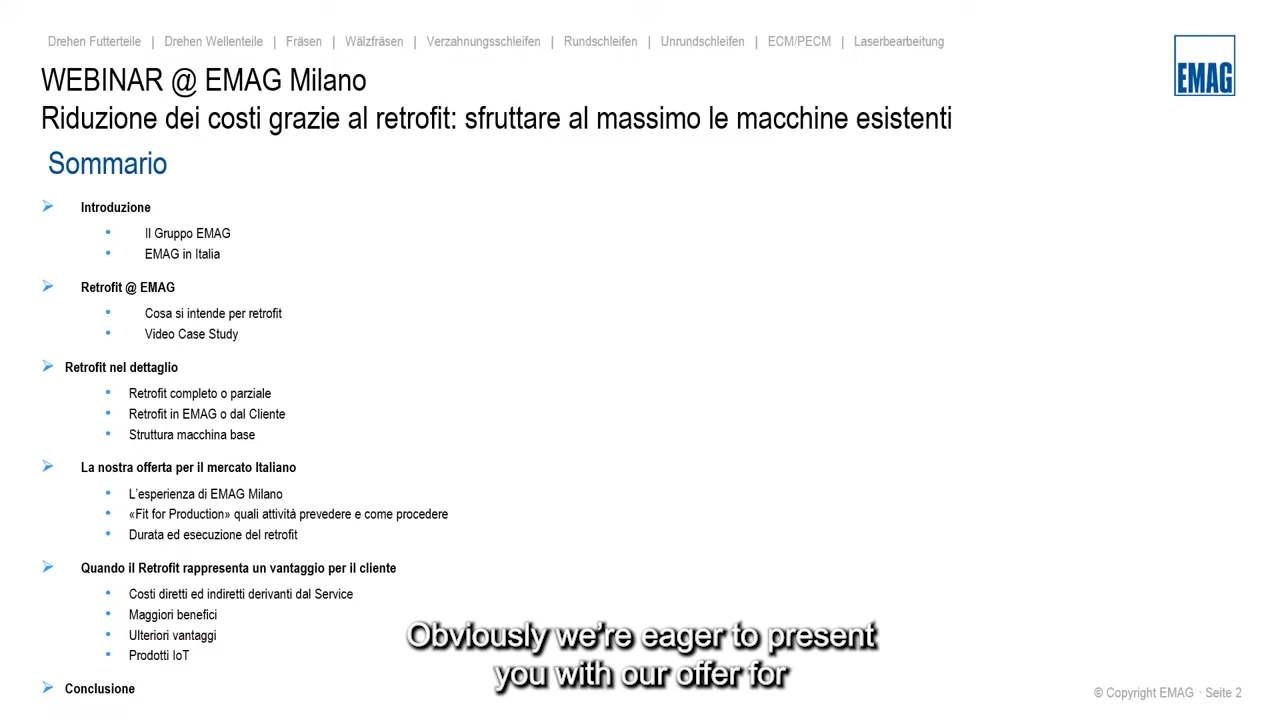 Drehen Futterteile | Drehen Wellenteile | Fräsen | Wälzfräsen | Verzahnungsschleifen | Rundschleifen | Unrundschleifen | ECM/PECM | Laserbearbeitung
EMAG
WEBINAR @ EMAG Milano
Riduzione dei costi grazie al retrofit: sfruttare al massimo le macchine esistenti
Sommario
Introduzione
Il Gruppo EMAG
EMAG in Italia
Retrofit @ EMAG
Cosa si intende per retrofit
Video Case Study
Retrofit nel dettaglio
Retrofit completo o parziale
Retrofit in EMAG o dal Cliente
Struttura macchina base
La nostra offerta per il mercato Italiano
L'esperienza di EMAG Milano
«Fit for Production» quali attività prevedere e come procedere
Durata ed esecuzione del retrofit
Quando il Retrofit rappresenta un vantaggio per il cliente
Costi diretti ed indiretti derivanti dal Service
Maggiori benefici
Ulteriori vantaggi
Prodotti IoT
Conclusione
Obviously we're eager to present
you with our offer for
© Copyright EMAG · Seite 2